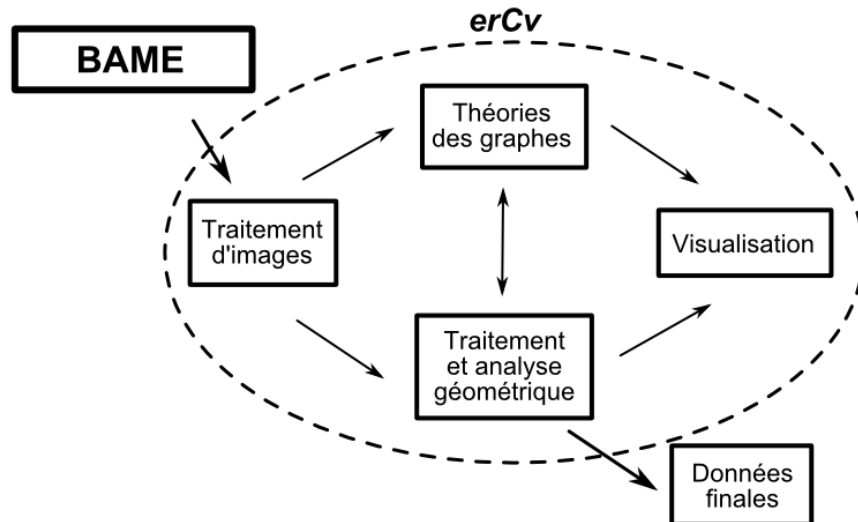 erCv
BAME
Théories
des graphes
Traitement
d'images
Visualisation
Traitement
et analyse
géométrique
Données
finales